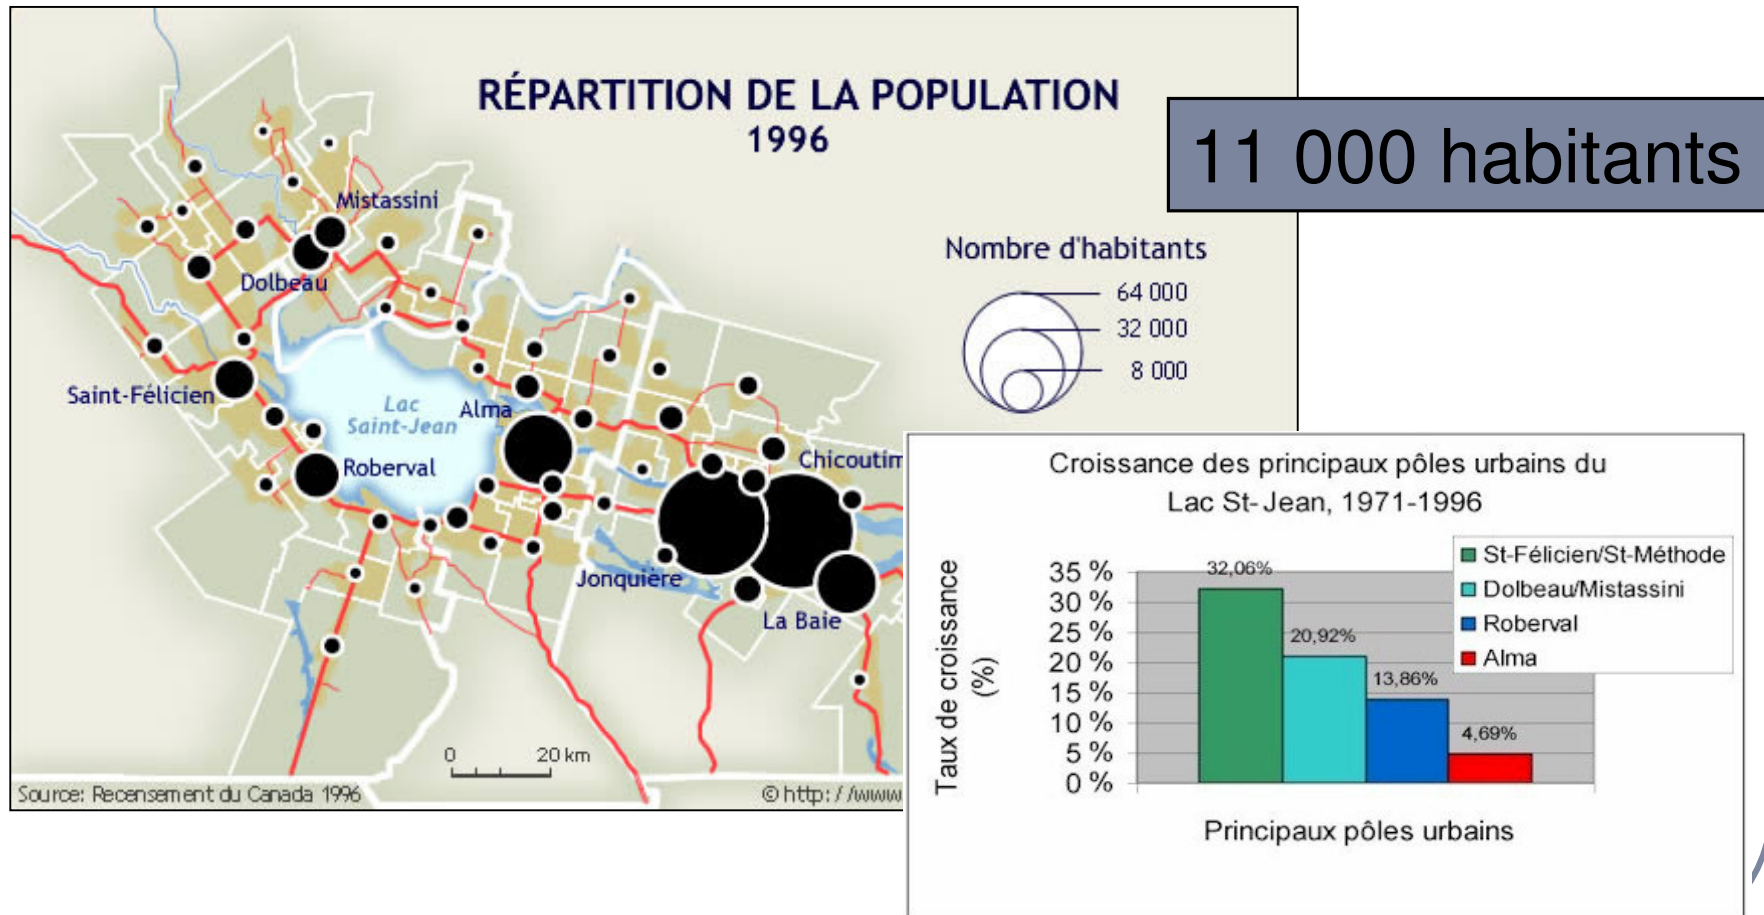 RÉPARTITION DE LA POPULATION
1996
11 000 habitants
Mistassini
Dolbeau
Nombre d'habitants
64 000
32 000
8 000
Saint-Félicien
Lac
Saint-Jean
Alma
Roberval
Chicoutim
Jonquière
La Baie
0 20 km
Source: Recensement du Canada 1996
© http://www
Croissance des principaux pôles urbains du
Lac St-Jean, 1971-1996
Taux de croissance
(%)
35 %
30 %
25 %
20 %
15 %
10 %
5 %
0 %
32,06%
20,92%
13,86%
4,69%
St-Félicien/St-Méthode
Dolbeau/Mistassini
Roberval
Alma
Principaux pôles urbains